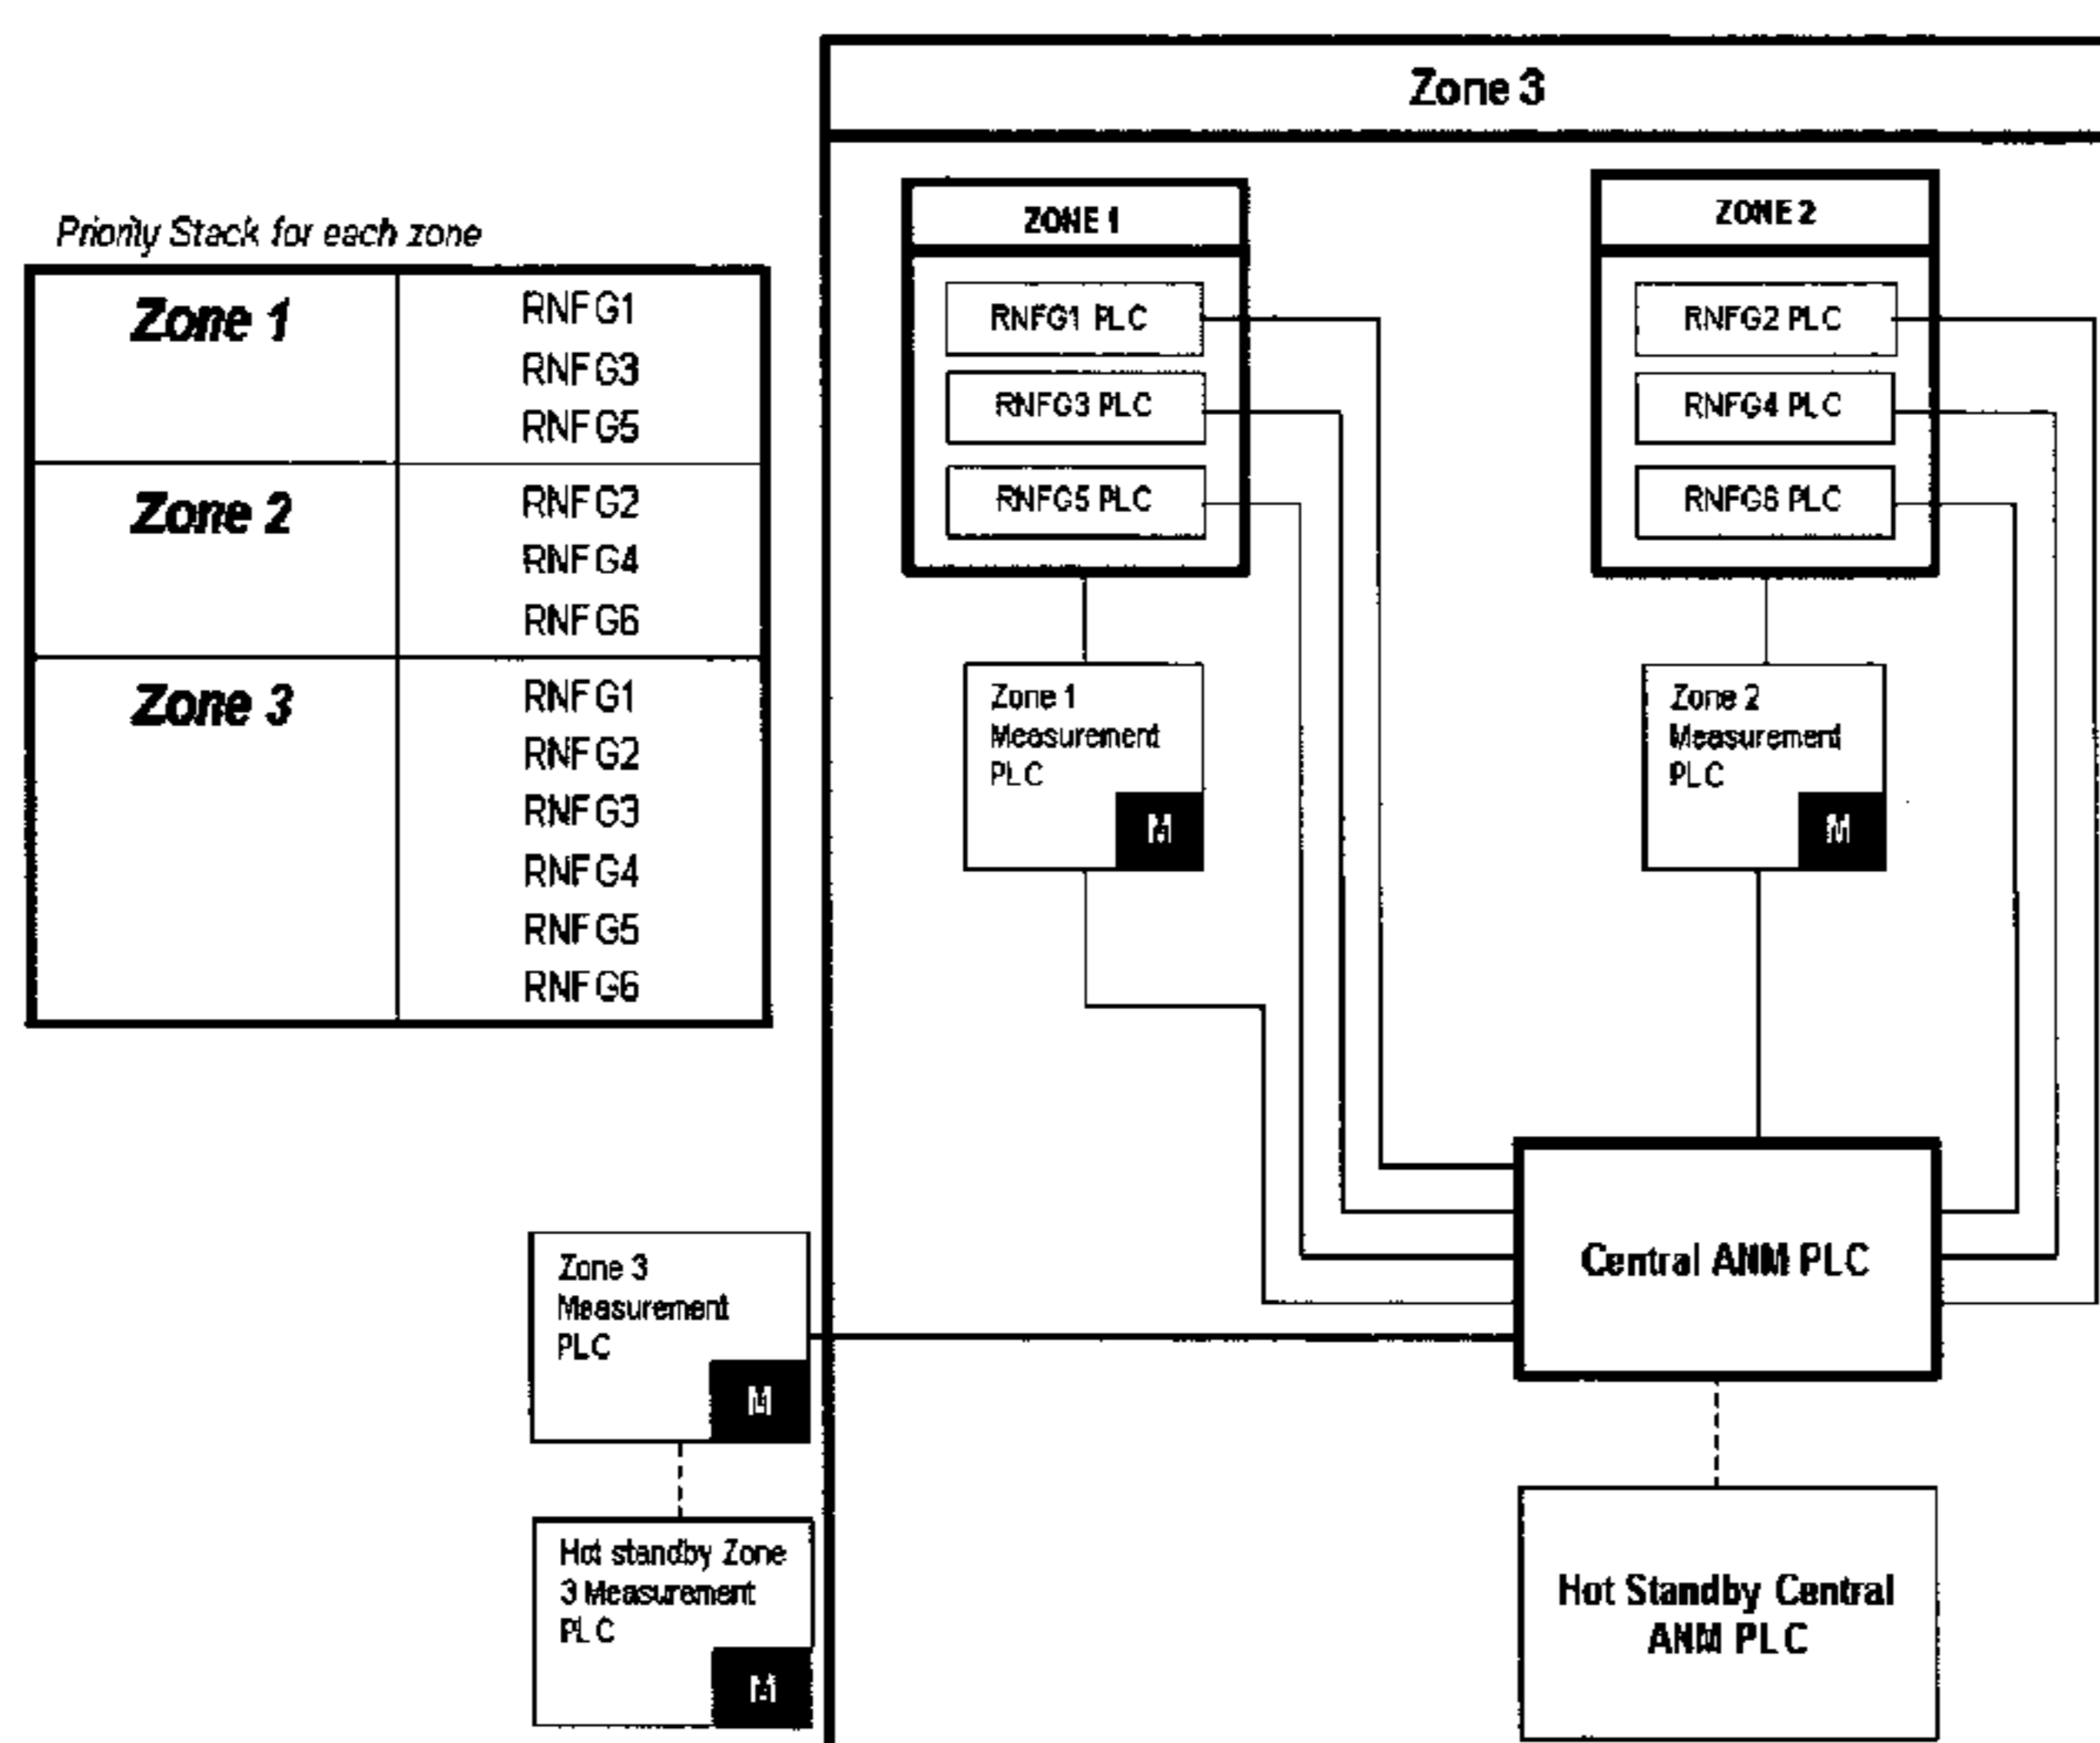 Zone 3
Priority Stack for each zone
Zone 1
RNFG1
RNFG3
RNFG5
Zone 2
RNFG2
RNFG4
RNFG6
Zone 3
RNFG1
RNFG2
RNFG3
RNFG4
RNFG5
RNFG6
ZONE 1
RNFG1 PLC
RNFG3 PLC
RNFG5 PLC
ZONE 2
RNFG2 PLC
RNFG4 PLC
RNFG6 PLC
Zone 1
Measurement
PLC
M
Zone 2
Measurement
PLC
M
Central ANM PLC
Zone 3
Measurement
PLC
M
Hot standby Zone
3 Measurement
PLC
M
Hot Standby Central
ANM PLC